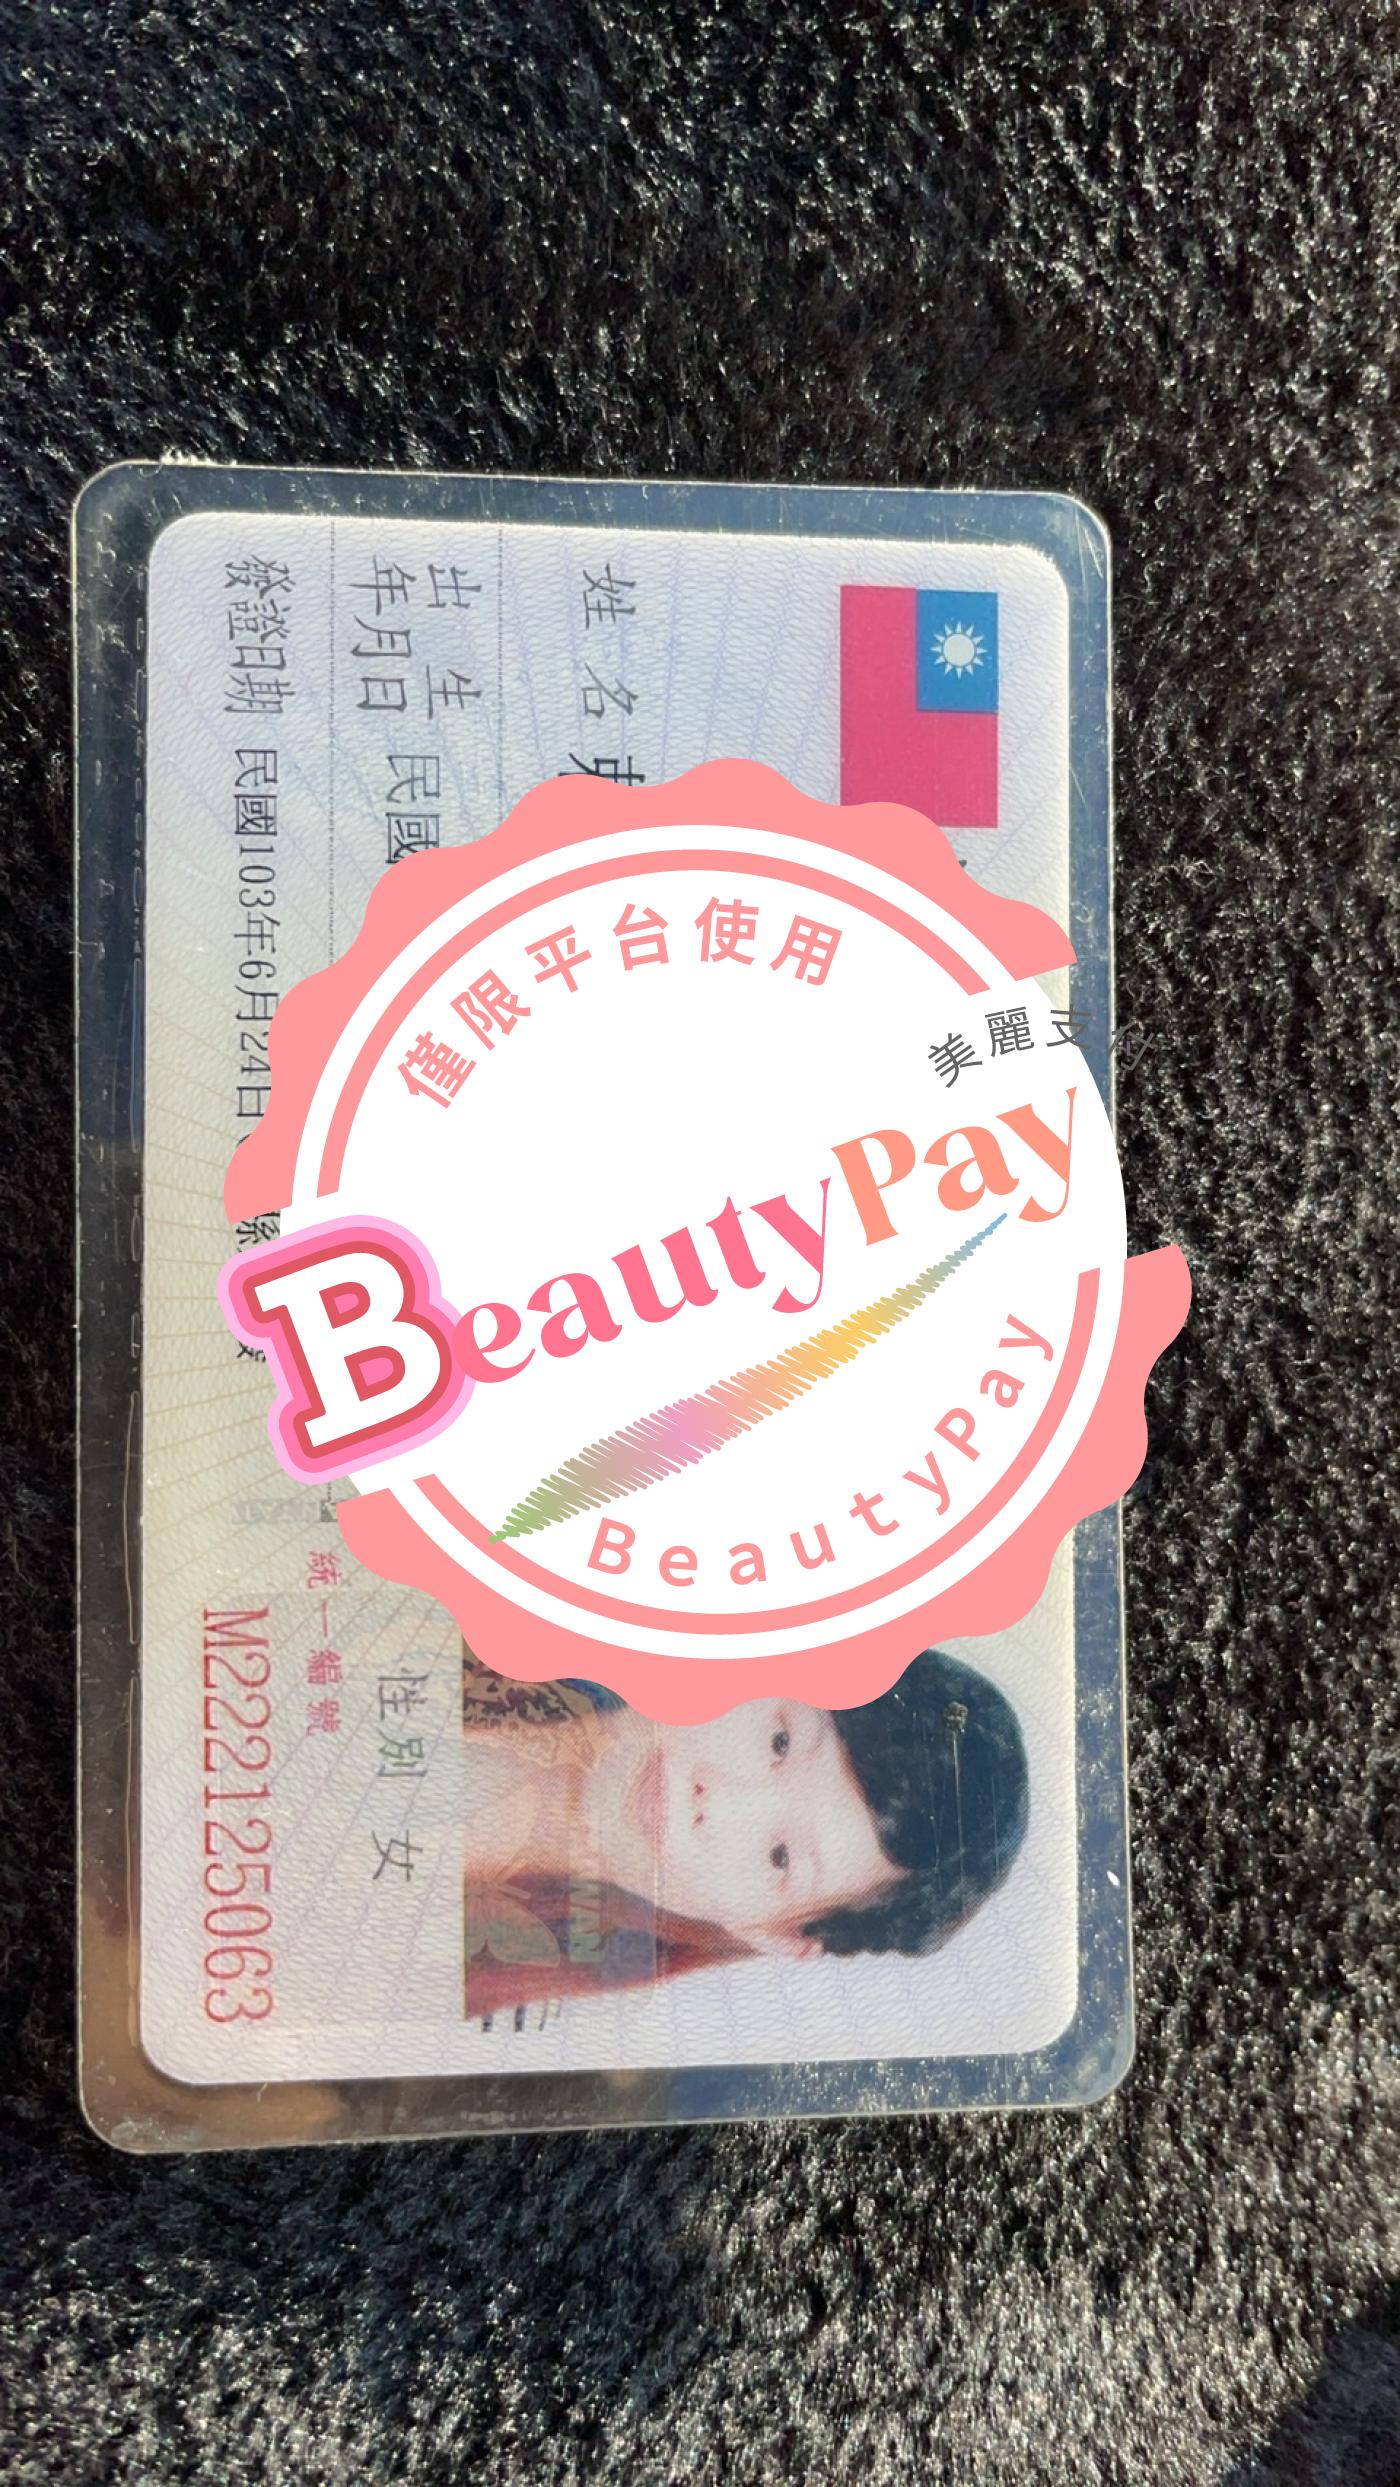 姓名
出生
年月日 民國
發證日期 民國103年6月24日
性別 女
統一編號
M222125063
僅限平台使用
美麗支付
BeautyPay
BeautyPay